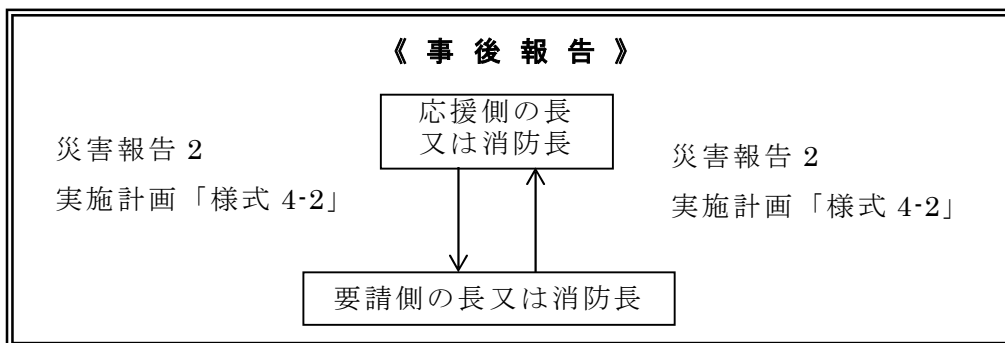 《 事 後 報 告 》
応援側の長
又は消防長
災害報告 2
実施計画「様式 4-2」
災害報告 2
実施計画「様式 4-2」
要請側の長又は消防長